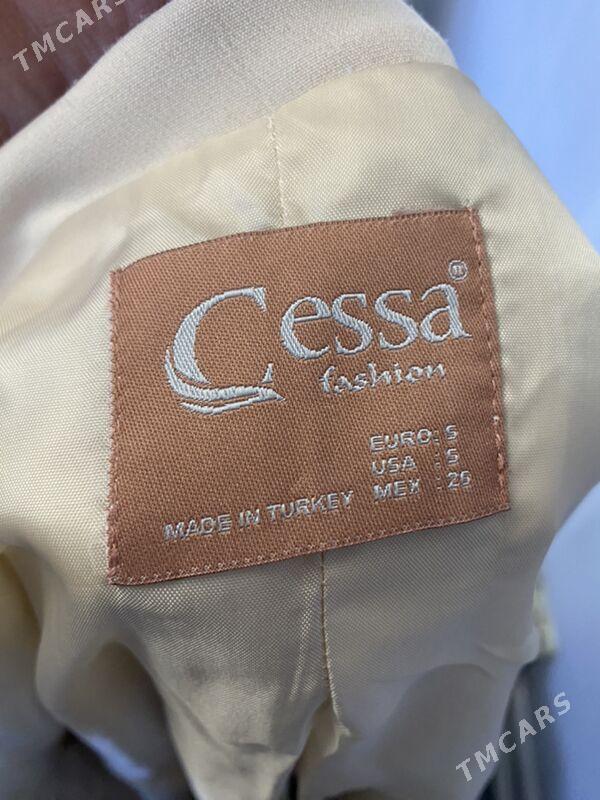 TMCARS
Cessa®
fashion
EURO: S
USA : S
MADE IN TURKEY MEX : 26
TMCARS